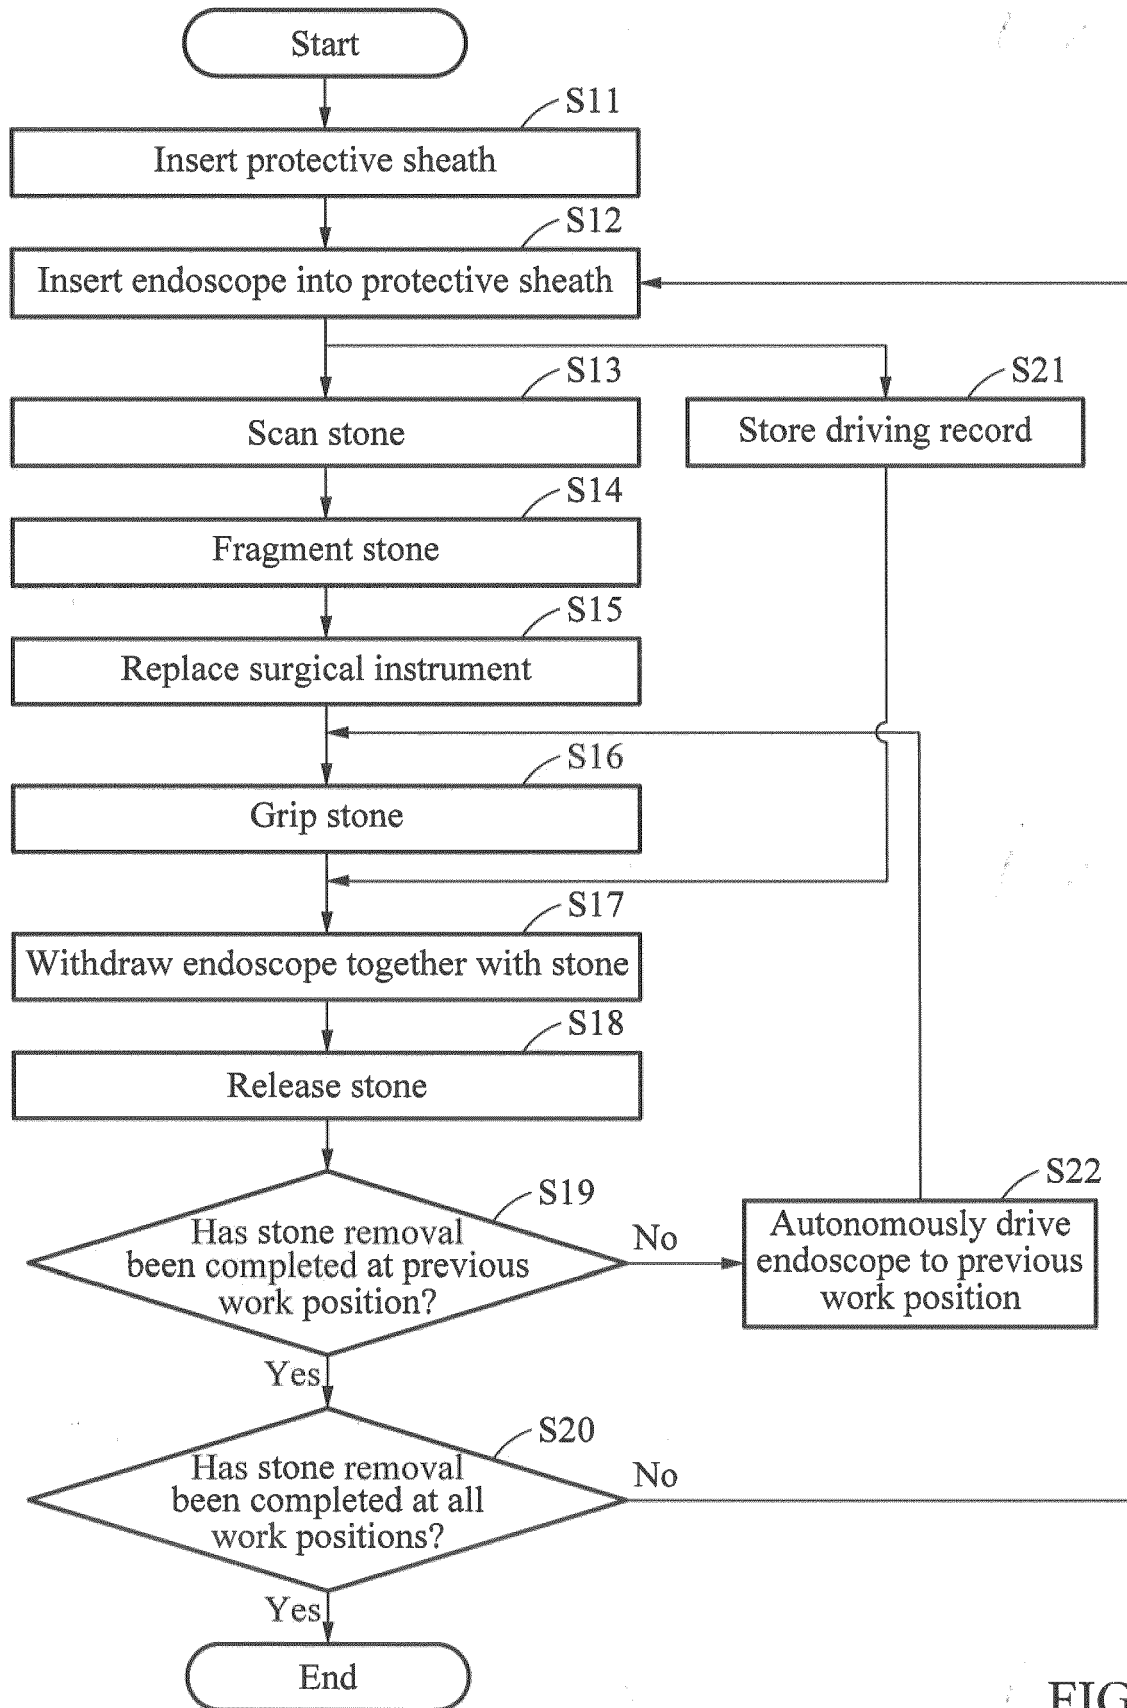 Start
S11
Insert protective sheath
S12
Insert endoscope into protective sheath
S13
Scan stone
S21
Store driving record
S14
Fragment stone
S15
Replace surgical instrument
S16
Grip stone
S17
Withdraw endoscope together with stone
S18
Release stone
S19
Has stone removal
been completed at previous
work position?
No
S22
Autonomously drive
endoscope to previous
work position
Yes
S20
Has stone removal
been completed at all
work positions?
No
Yes
End
FIG